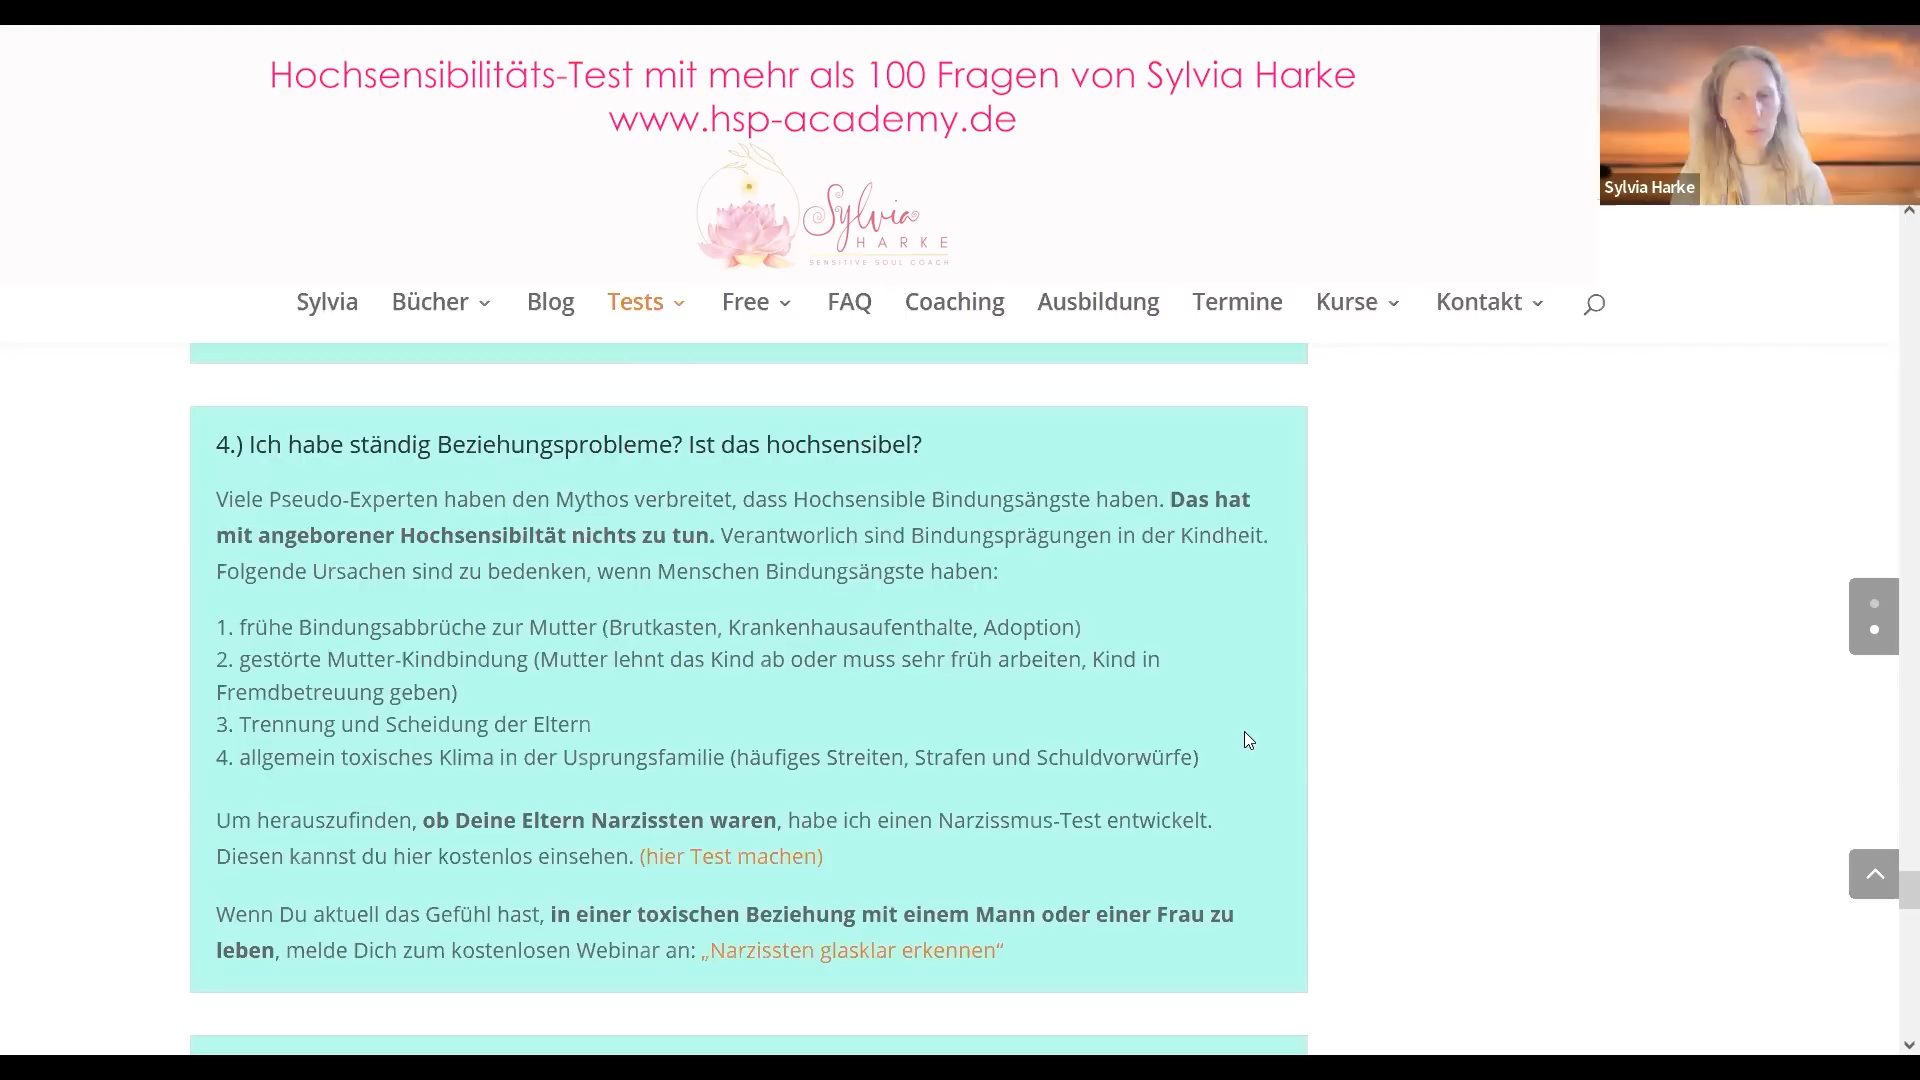 Hochsensibilitäts-Test mit mehr als 100 Fragen von Sylvia Harke
www.hsp-academy.de
Sylvia Harke
Sylvia
HARKE
SENSITIVE SOUL COACH
Sylvia Bücher Blog Tests Free FAQ Coaching Ausbildung Termine Kurse Kontakt
4.) Ich habe ständig Beziehungsprobleme? Ist das hochsensibel?
Viele Pseudo-Experten haben den Mythos verbreitet, dass Hochsensible Bindungsängste haben. Das hat
mit angeborener Hochsensibiltät nichts zu tun. Verantworlich sind Bindungsprägungen in der Kindheit.
Folgende Ursachen sind zu bedenken, wenn Menschen Bindungsängste haben:
1. frühe Bindungsabbrüche zur Mutter (Brutkasten, Krankenhausaufenthalte, Adoption)
2. gestörte Mutter-Kindbindung (Mutter lehnt das Kind ab oder muss sehr früh arbeiten, Kind in
Fremdbetreuung geben)
3. Trennung und Scheidung der Eltern
4. allgemein toxisches Klima in der Usprungsfamilie (häufiges Streiten, Strafen und Schuldvorwürfe)
Um herauszufinden, ob Deine Eltern Narzissten waren, habe ich einen Narzissmus-Test entwickelt.
Diesen kannst du hier kostenlos einsehen. (hier Test machen)
Wenn Du aktuell das Gefühl hast, in einer toxischen Beziehung mit einem Mann oder einer Frau zu
leben, melde Dich zum kostenlosen Webinar an: „Narzissten glasklar erkennen“